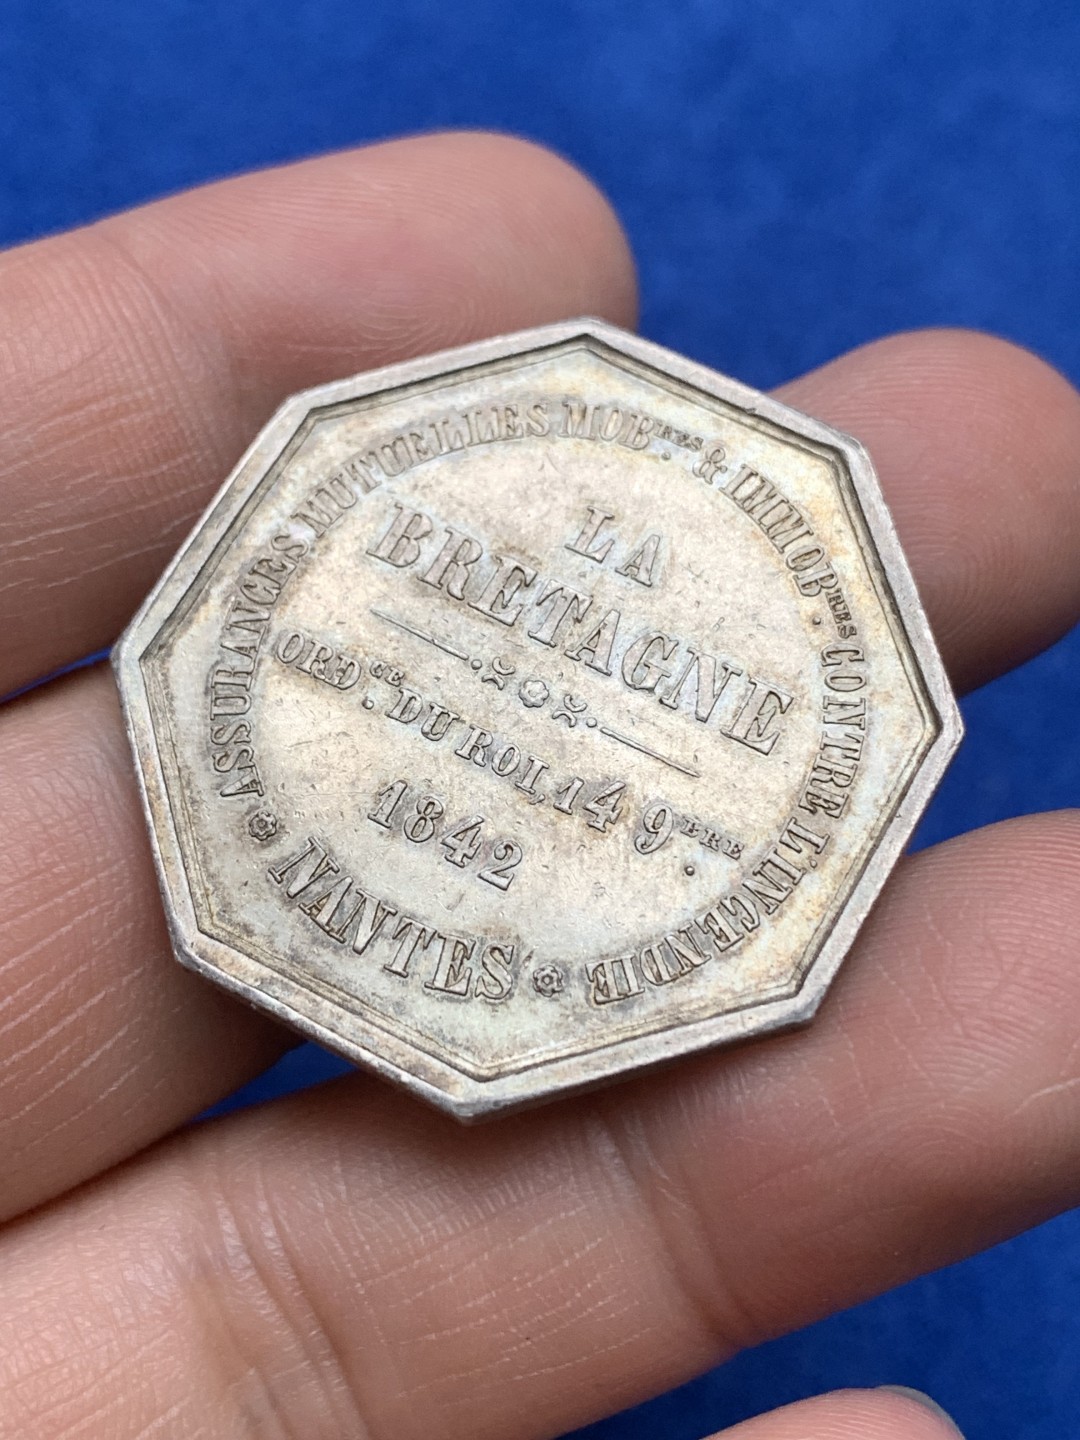 ASSURANCES MUTUELLES MOB.RES & IMMOB.RES CONTRE L'INCENDIE
LA
BRETAGNE
ORD.CE DU ROI, 14 9.BRE
1842
NANTES